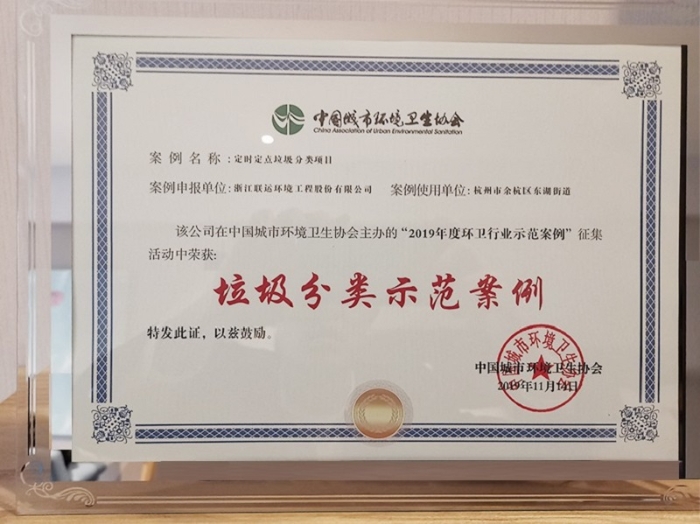 中国城市环境卫生协会
China Association of Urban Environmental Sanitation
案例名称：定时定点垃圾分类项目
案例申报单位：浙江联运环境工程股份有限公司 案例使用单位：杭州市余杭区东湖街道
该公司在中国城市环境卫生协会主办的“2019年度环卫行业示范案例”征集
活动中荣获：
垃圾分类示范案例
特发此证，以兹鼓励。
中国城市环境卫生协会
2019年11月14日